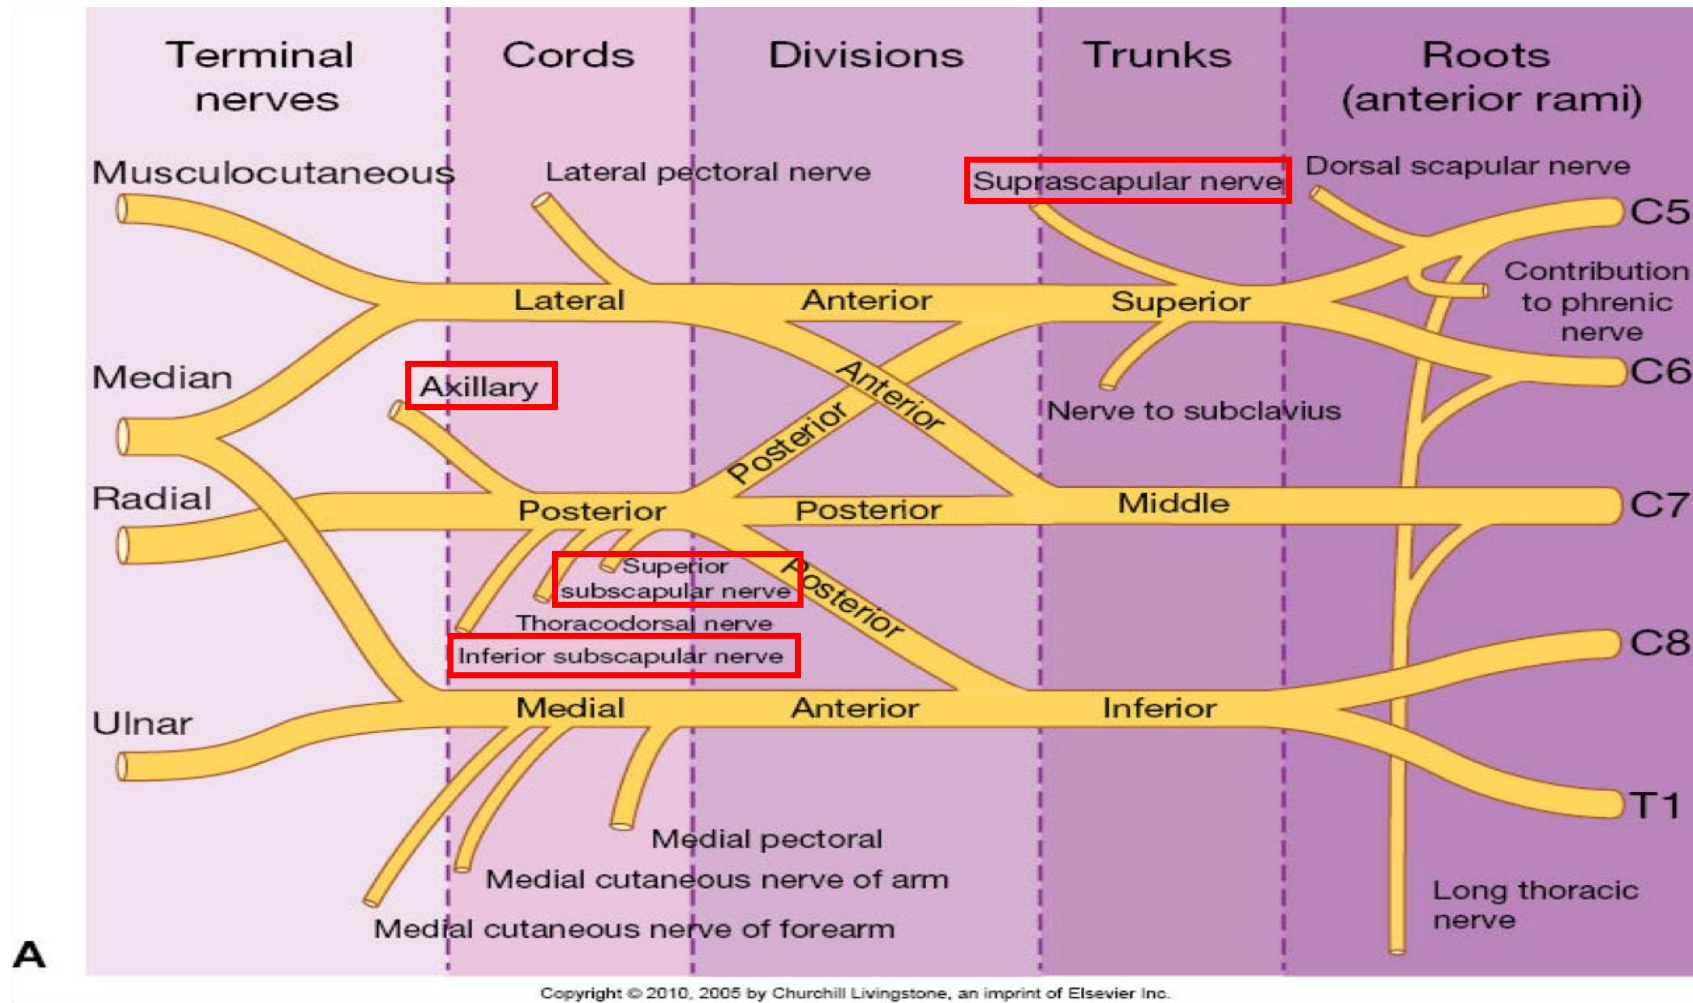 Terminal
nerves
Cords
Divisions
Trunks
Roots
(anterior rami)
Musculocutaneous
Lateral pectoral nerve
Suprascapular nerve
Dorsal scapular nerve
C5
Contribution
to phrenic
nerve
Lateral
Anterior
Superior
Median
Axillary
Anterior
Posterior
Nerve to subclavius
C6
Radial
Posterior
Posterior
Middle
C7
Superior
subscapular nerve
Posterior
Thoracodorsal nerve
Inferior subscapular nerve
C8
Ulnar
Medial
Anterior
Inferior
T1
Medial pectoral
Medial cutaneous nerve of arm
Medial cutaneous nerve of forearm
Long thoracic
nerve
A
Copyright © 2010, 2005 by Churchill Livingstone, an imprint of Elsevier Inc.